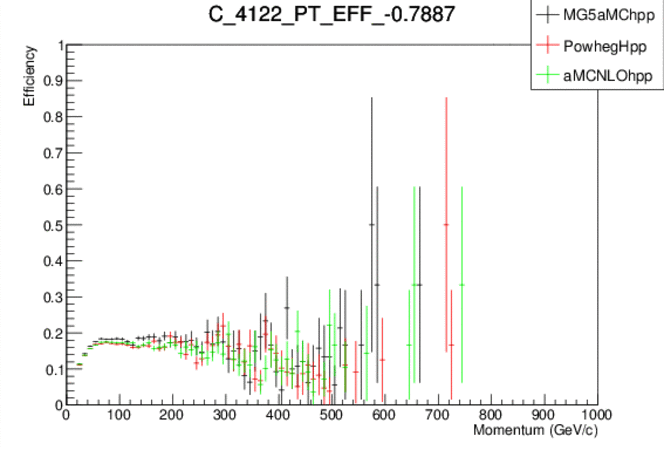 C_4122_PT_EFF_-0.7887
MG5aMChpp
PowhegHpp
aMCNLOhpp
Efficiency
1
0.9
0.8
0.7
0.6
0.5
0.4
0.3
0.2
0.1
0
0 100 200 300 400 500 600 700 800 900 1000
Momentum (GeV/c)